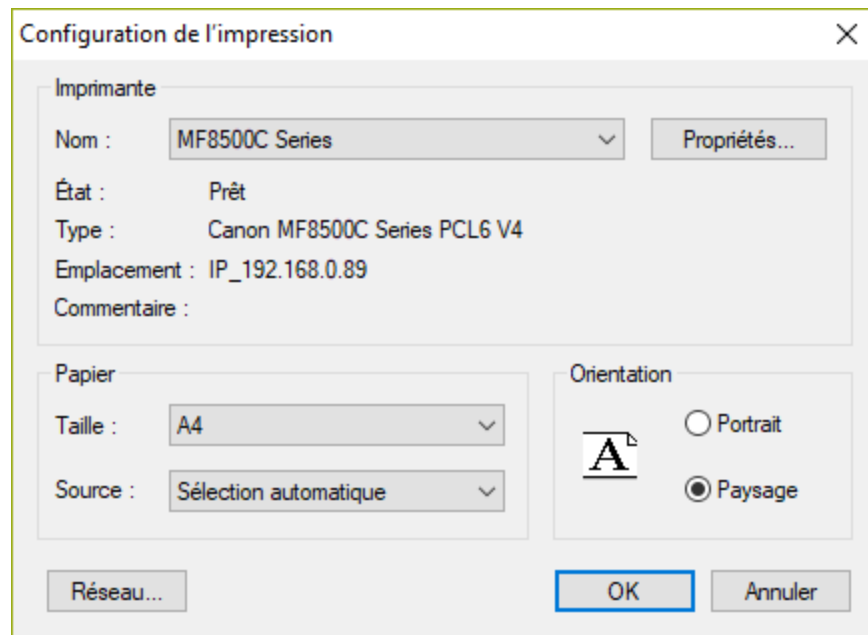 Configuration de l'impression
Imprimante
Nom : MF8500C Series Propriétés...
État : Prêt
Type : Canon MF8500C Series PCL6 V4
Emplacement : IP_192.168.0.89
Commentaire :
Papier
Taille : A4
Source : Sélection automatique
Orientation
A
Portrait
Paysage
Réseau... OK Annuler